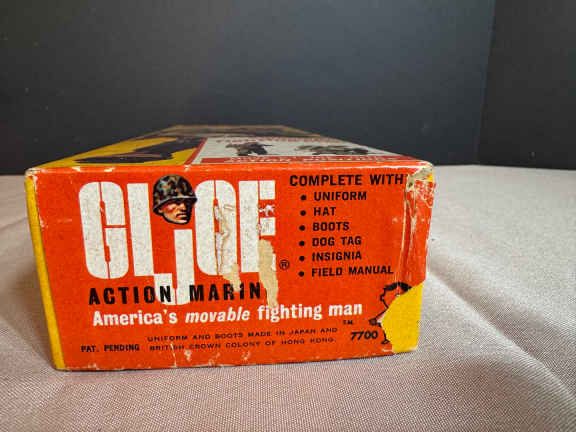 GI JOE ®
COMPLETE WITH:
• UNIFORM
• HAT
• BOOTS
• DOG TAG
• INSIGNIA
• FIELD MANUAL
ACTION MARIN
America's movable fighting man
TM
PAT. PENDING
UNIFORM AND BOOTS MADE IN JAPAN AND
BRITISH CROWN COLONY OF HONG KONG.
7700